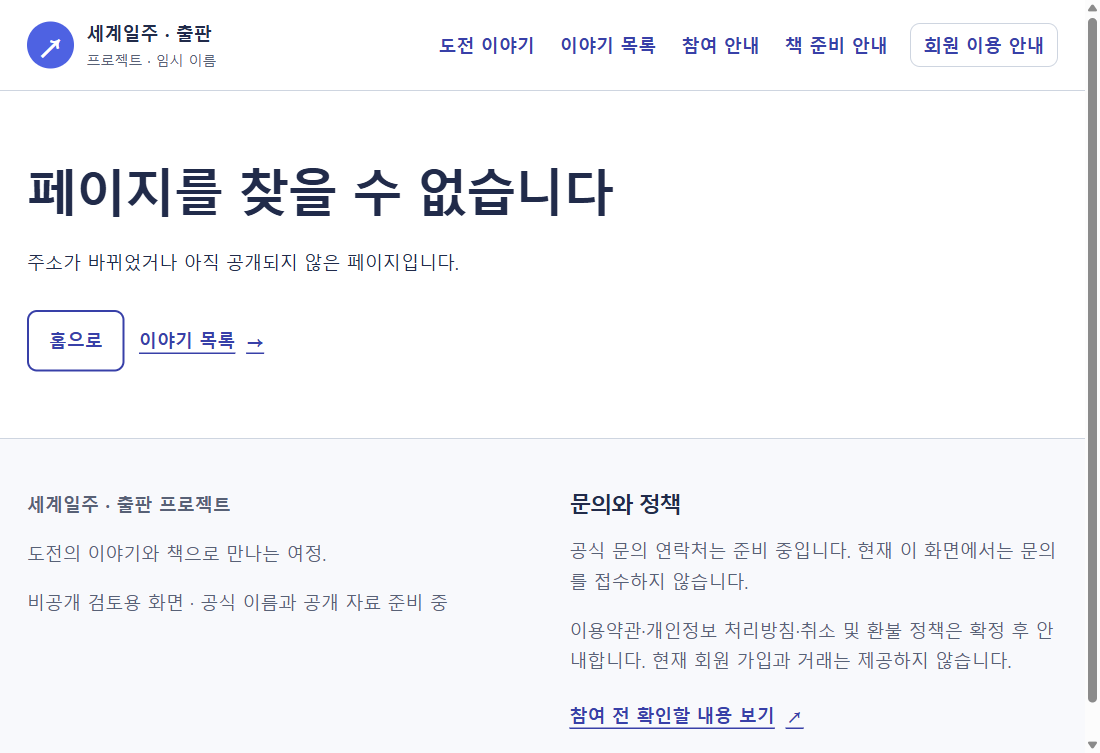 세계일주 · 출판
프로젝트 · 임시 이름
도전 이야기
이야기 목록
참여 안내
책 준비 안내
회원 이용 안내
페이지를 찾을 수 없습니다
주소가 바뀌었거나 아직 공개되지 않은 페이지입니다.
홈으로
이야기 목록 →
세계일주 · 출판 프로젝트
도전의 이야기와 책으로 만나는 여정.
비공개 검토용 화면 · 공식 이름과 공개 자료 준비 중
문의와 정책
공식 문의 연락처는 준비 중입니다. 현재 이 화면에서는 문의
를 접수하지 않습니다.
이용약관·개인정보 처리방침·취소 및 환불 정책은 확정 후 안
내합니다. 현재 회원 가입과 거래는 제공하지 않습니다.
참여 전 확인할 내용 보기 ↗